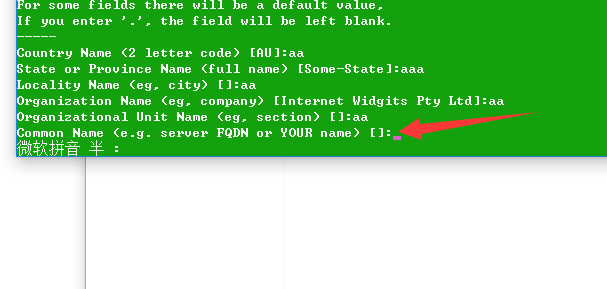 For some fields there will be a default value,
If you enter '.', the field will be left blank.
-----
Country Name (2 letter code) [AU]:aa
State or Province Name (full name) [Some-State]:aaa
Locality Name (eg, city) []:aa
Organization Name (eg, company) [Internet Widgits Pty Ltd]:aa
Organizational Unit Name (eg, section) []:aa
Common Name (e.g. server FQDN or YOUR name) []:
微软拼音 半 :